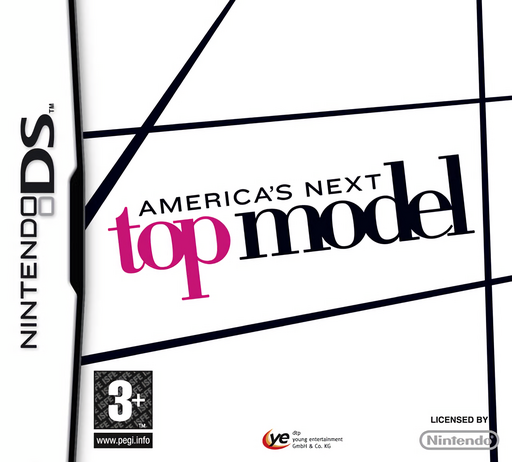 NINTENDO DS™
AMERICA'S NEXT
top model
3+
www.pegi.info
ye
dtp
young entertainment
GmbH & Co. KG
LICENSED BY
Nintendo